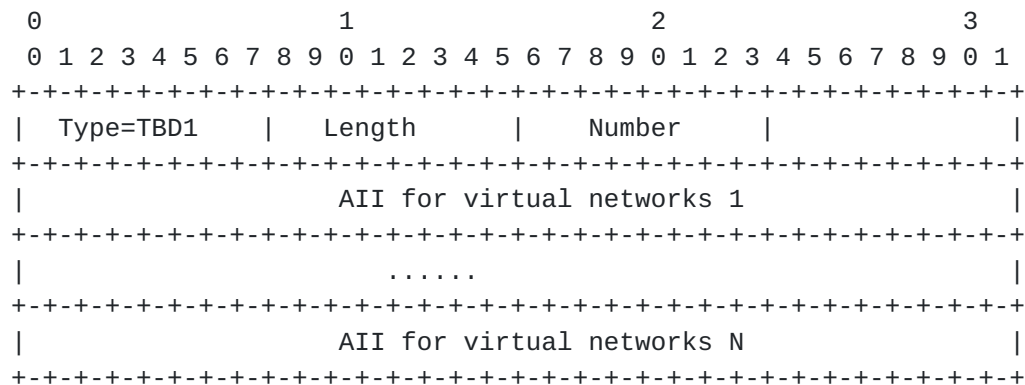 0                   1                   2                   3
 0 1 2 3 4 5 6 7 8 9 0 1 2 3 4 5 6 7 8 9 0 1 2 3 4 5 6 7 8 9 0 1
+-+-+-+-+-+-+-+-+-+-+-+-+-+-+-+-+-+-+-+-+-+-+-+-+-+-+-+-+-+-+-+-+
|  Type=TBD1    |   Length      |    Number     |               |
+-+-+-+-+-+-+-+-+-+-+-+-+-+-+-+-+-+-+-+-+-+-+-+-+-+-+-+-+-+-+-+-+
|                    AII for virtual networks 1                 |
+-+-+-+-+-+-+-+-+-+-+-+-+-+-+-+-+-+-+-+-+-+-+-+-+-+-+-+-+-+-+-+-+
|                       ......                                  |
+-+-+-+-+-+-+-+-+-+-+-+-+-+-+-+-+-+-+-+-+-+-+-+-+-+-+-+-+-+-+-+-+
|                    AII for virtual networks N                 |
+-+-+-+-+-+-+-+-+-+-+-+-+-+-+-+-+-+-+-+-+-+-+-+-+-+-+-+-+-+-+-+-+